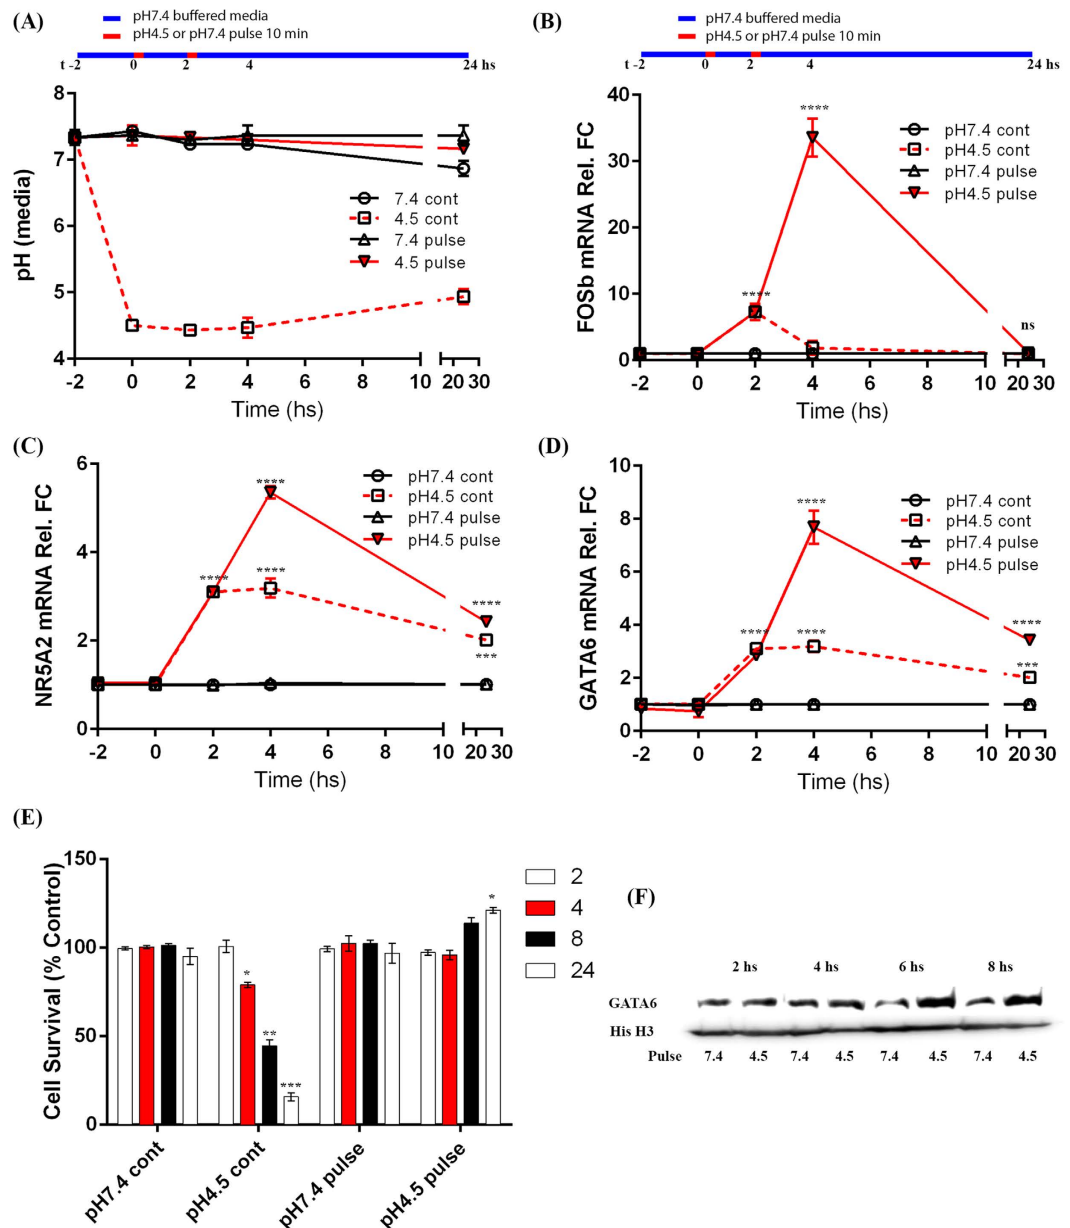 (A)
pH7.4 buffered media
pH4.5 or pH7.4 pulse 10 min
t -2 0 2 4 24 hs
8
7
6
5
4
pH (media)
7.4 cont
4.5 cont
7.4 pulse
4.5 pulse
-2 0 2 4 6 8 10 20 30
Time (hs)
(B)
pH7.4 buffered media
pH4.5 or pH7.4 pulse 10 min
t -2 0 2 4 24 hs
40
30
20
10
0
FOSb mRNA Rel. FC
****
****
ns
pH7.4 cont
pH4.5 cont
pH7.4 pulse
pH4.5 pulse
-2 0 2 4 6 8 10 20 30
Time (hs)
(C)
6
4
2
0
NR5A2 mRNA Rel. FC
****
****
****
****
***
pH7.4 cont
pH4.5 cont
pH7.4 pulse
pH4.5 pulse
-2 0 2 4 6 8 10 20 30
Time (hs)
(D)
10
8
6
4
2
0
GATA6 mRNA Rel. FC
****
**** ****
****
***
pH7.4 cont
pH4.5 cont
pH7.4 pulse
pH4.5 pulse
-2 0 2 4 6 8 10 20 30
Time (hs)
(E)
150
100
50
0
Cell Survival (% Control)
*
**
***
*
2
4
8
24
pH7.4 cont
pH4.5 cont
pH7.4 pulse
pH4.5 pulse
(F)
2 hs 4 hs 6 hs 8 hs
GATA6
His H3
Pulse 7.4 4.5 7.4 4.5 7.4 4.5 7.4 4.5